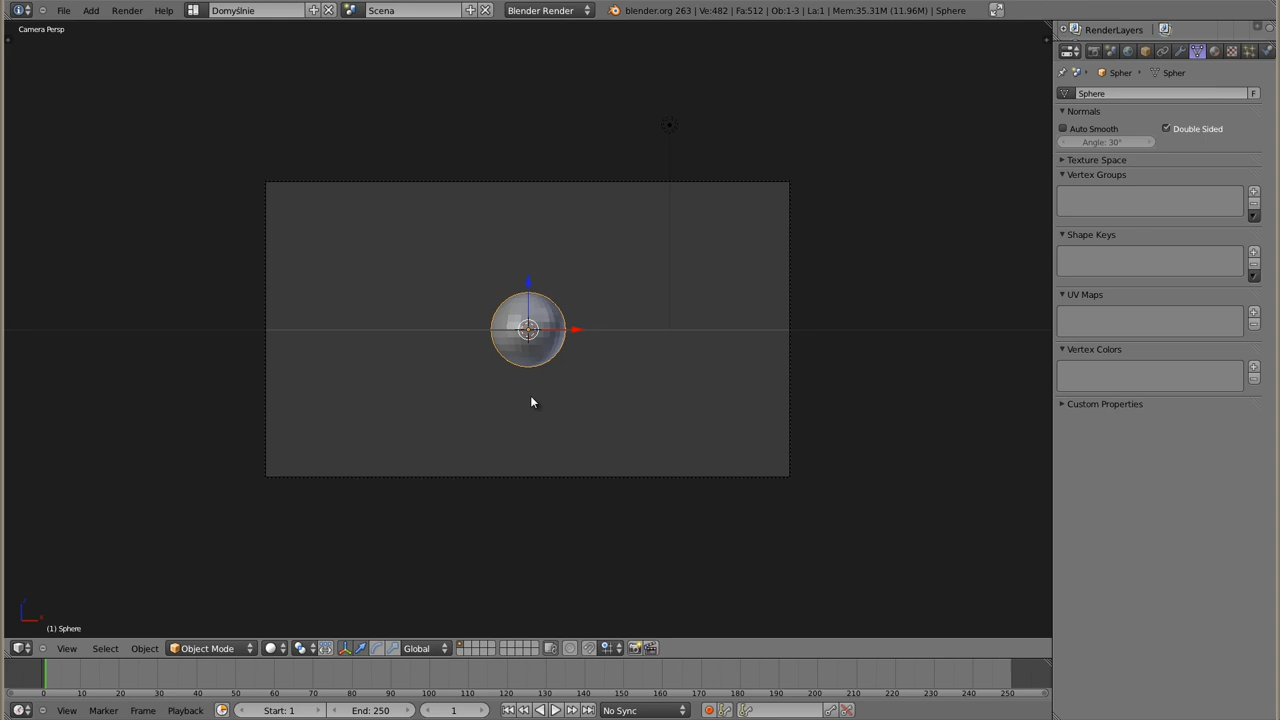 File Add Render Help Domyślnie Scena Blender Render blender.org 263 | Ve:482 | Fa:512 | Ob:1-3 | La:1 | Mem:35.31M (11.96M) | Sphere
Camera Persp
RenderLayers
Spher Spher
Sphere F
Normals
Auto Smooth Double Sided
Angle: 30°
Texture Space
Vertex Groups
Shape Keys
UV Maps
Vertex Colors
Custom Properties
(1) Sphere
View Select Object Object Mode Global
0 10 20 30 40 50 60 70 80 90 100 110 120 130 140 150 160 170 180 190 200 210 220 230 240 250
View Marker Frame Playback Start: 1 End: 250 1 No Sync